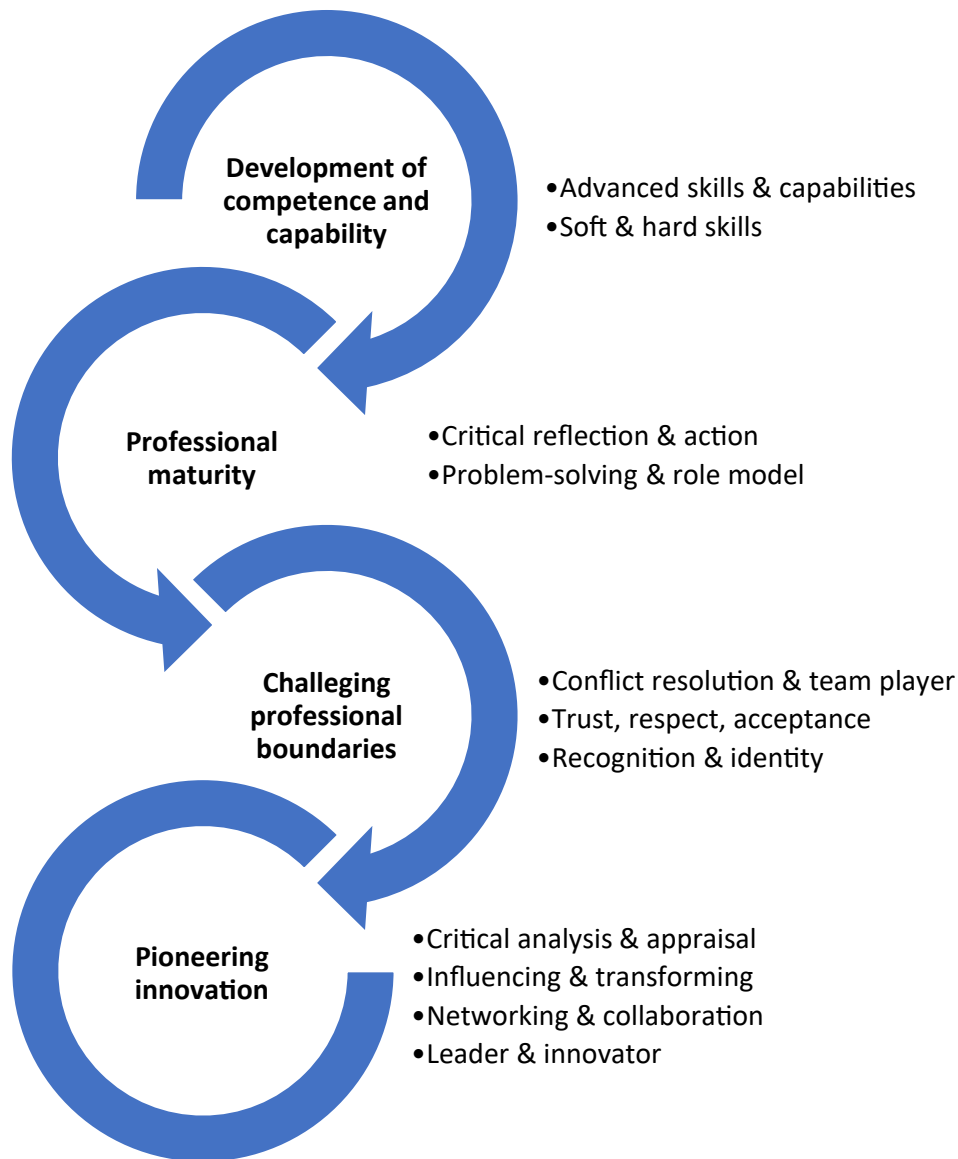 Development of
competence and
capability
•Advanced skills & capabilities
•Soft & hard skills
Professional
maturity
•Critical reflection & action
•Problem-solving & role model
Challeging
professional
boundaries
•Conflict resolution & team player
•Trust, respect, acceptance
•Recognition & identity
Pioneering
innovation
•Critical analysis & appraisal
•Influencing & transforming
•Networking & collaboration
•Leader & innovator